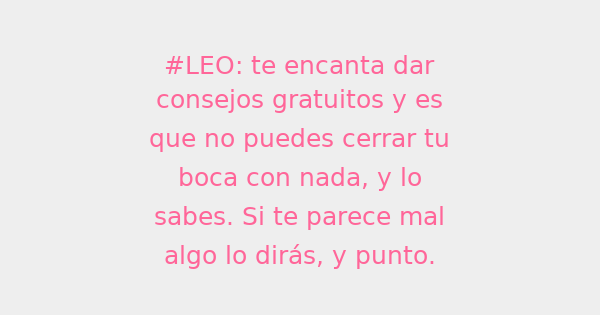 #LEO: te encanta dar
consejos gratuitos y es
que no puedes cerrar tu
boca con nada, y lo
sabes. Si te parece mal
algo lo dirás, y punto.